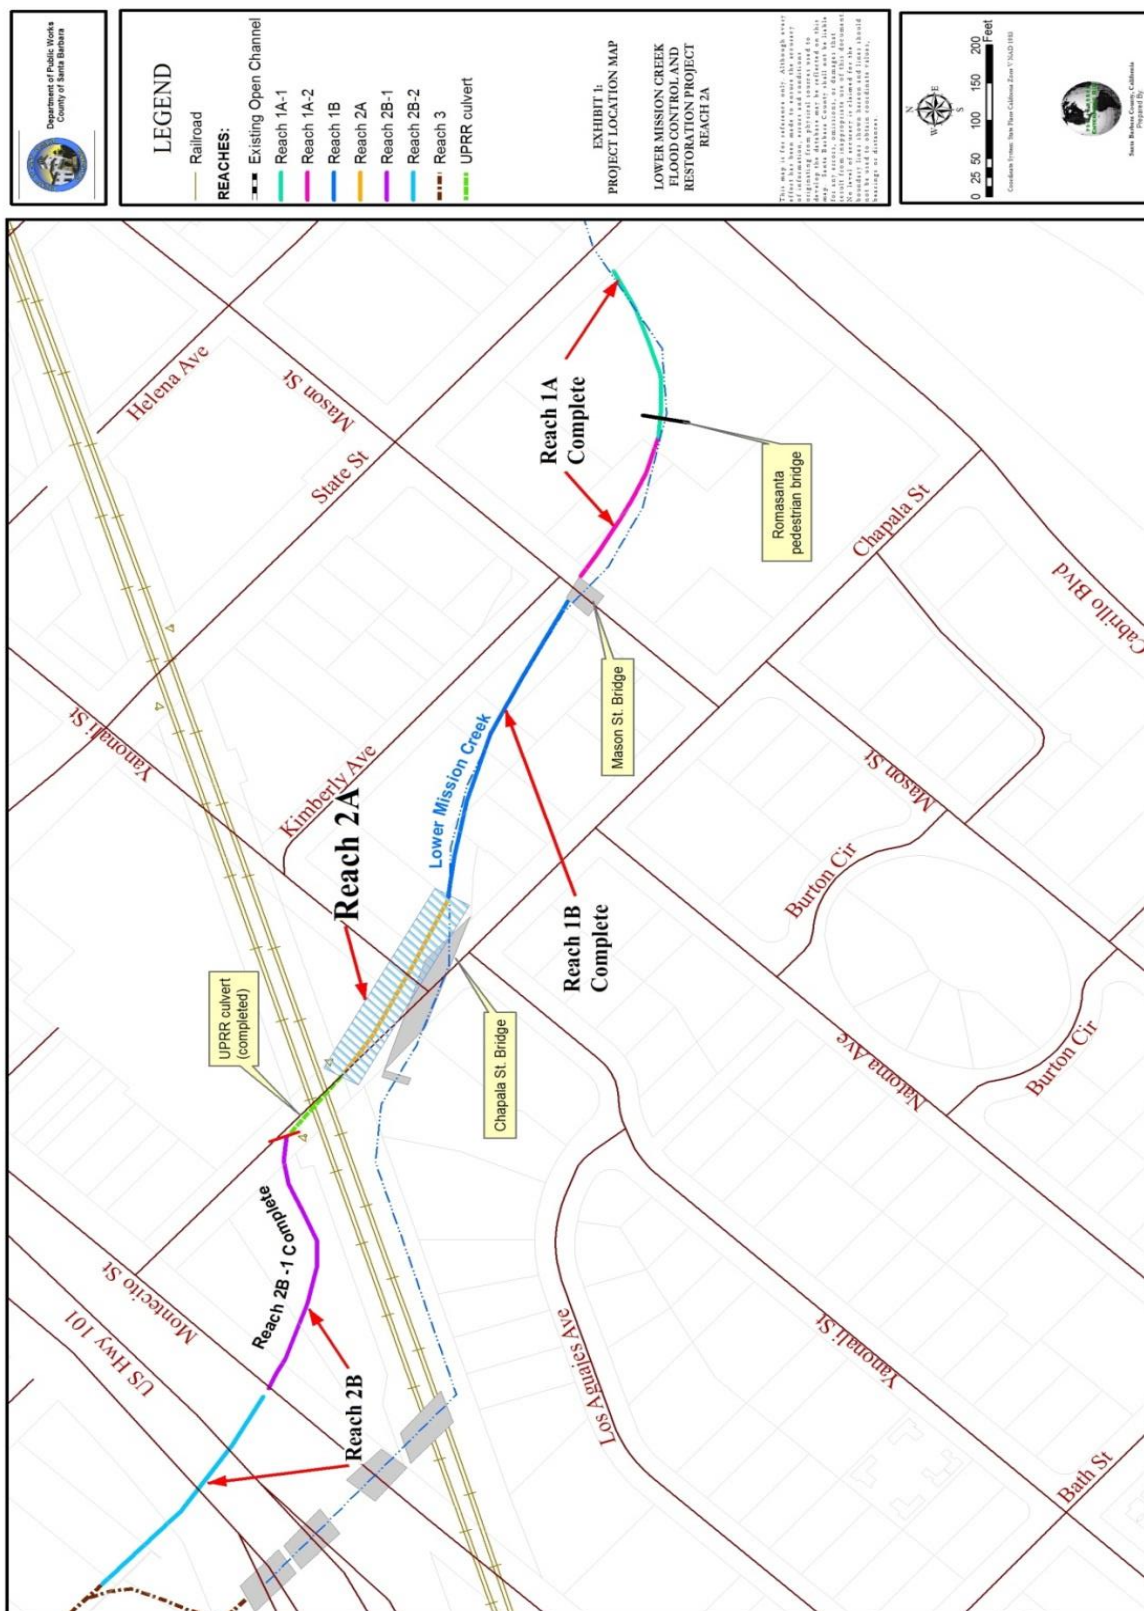 Department of Public Works
County of Santa Barbara
LEGEND
Railroad
REACHES:
Existing Open Channel
Reach 1A-1
Reach 1A-2
Reach 1B
Reach 2A
Reach 2B-1
Reach 2B-2
Reach 3
UPRR culvert
EXHIBIT 1:
PROJECT LOCATION MAP
LOWER MISSION CREEK
FLOOD CONTROL AND
RESTORATION PROJECT
REACH 2A
N
W E
S
0 25 50 100 150 200
Feet
Santa Barbara County, California
Prepared By
Helena Ave
Mason St
State St
Yanonali St
Kimberly Ave
Reach 1A
Complete
Romasanta
pedestrian bridge
Chapala St
Cabrillo Blvd
Mason St. Bridge
Lower Mission Creek
Reach 2A
Reach 1B
Complete
Mason St
Burton Cir
Natoma Ave
Burton Cir
UPRR culvert
(completed)
Chapala St. Bridge
Reach 2B -1 Complete
Montecito St
US Hwy 101
Reach 2B
Los Aguajes Ave
Yanonali St
Bath St